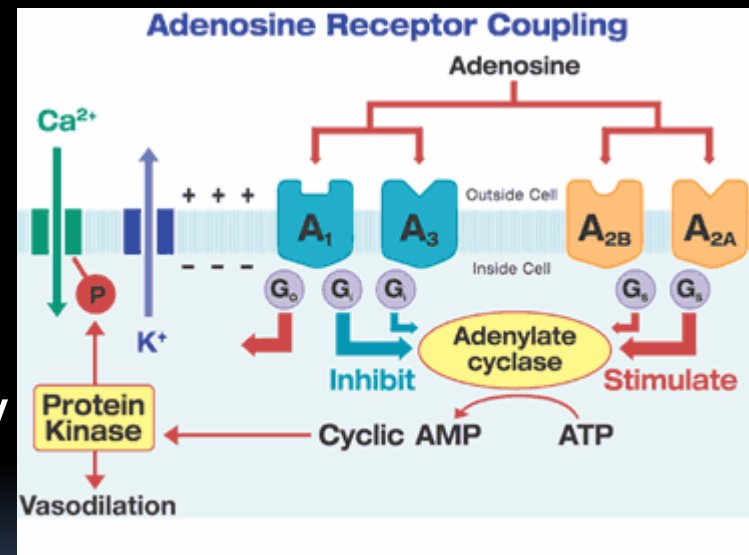 Adenosine Receptor Coupling
Adenosine
Ca²⁺
+ + +
Outside Cell
A₁
A₃
A₂B
A₂A
– – –
Inside Cell
P
Gₒ
Gᵢ
Gᵢ
Gₛ
Gₛ
K⁺
Adenylate
cyclase
Inhibit
Stimulate
y
Protein
Kinase
Cyclic AMP
ATP
Vasodilation